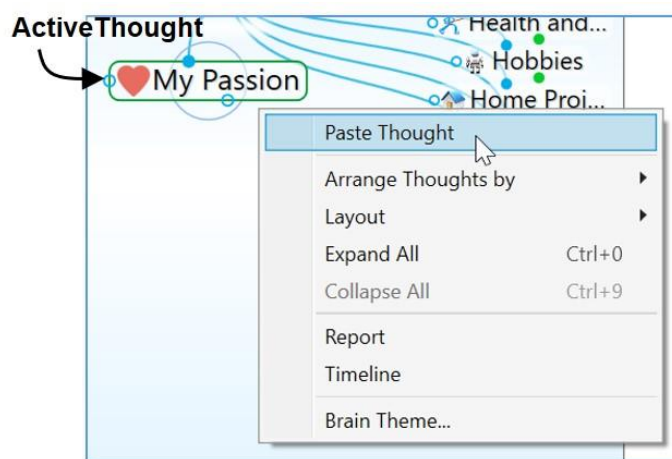 ActiveThought
Health and...
My Passion
Hobbies
Home Proj...
Paste Thought
Arrange Thoughts by
Layout
Expand All Ctrl+0
Collapse All Ctrl+9
Report
Timeline
Brain Theme...